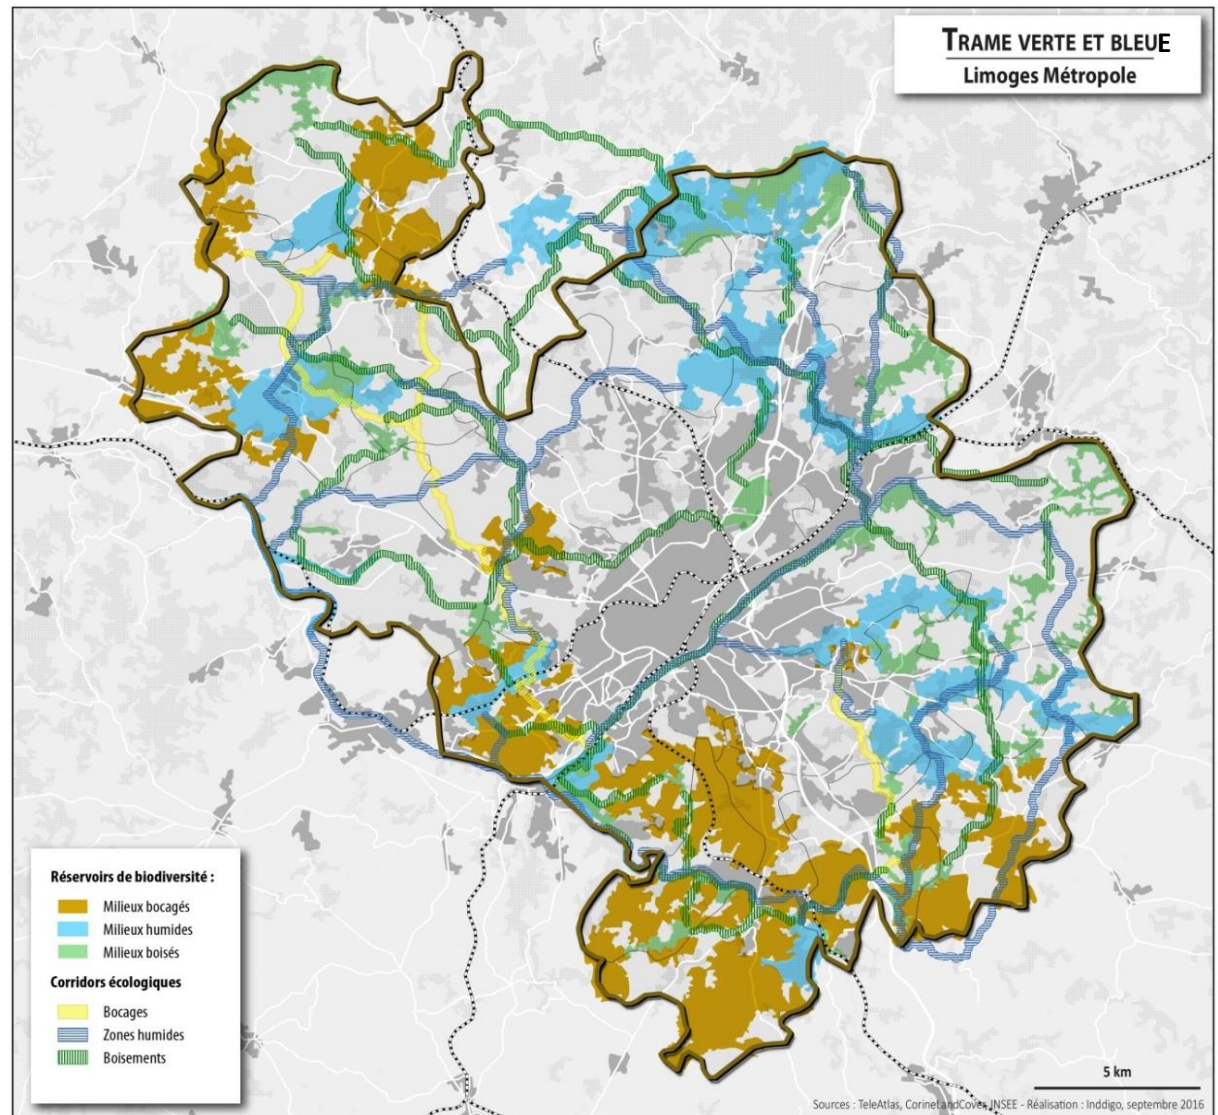 TRAME VERTE ET BLEUE
Limoges Métropole
Réservoirs de biodiversité :
Milieux bocagés
Milieux humides
Milieux boisés
Corridors écologiques
Bocages
Zones humides
Boisements
5 km
Sources : TeleAtlas, CorineLandCover, INSEE - Réalisation : Inddigo, septembre 2016